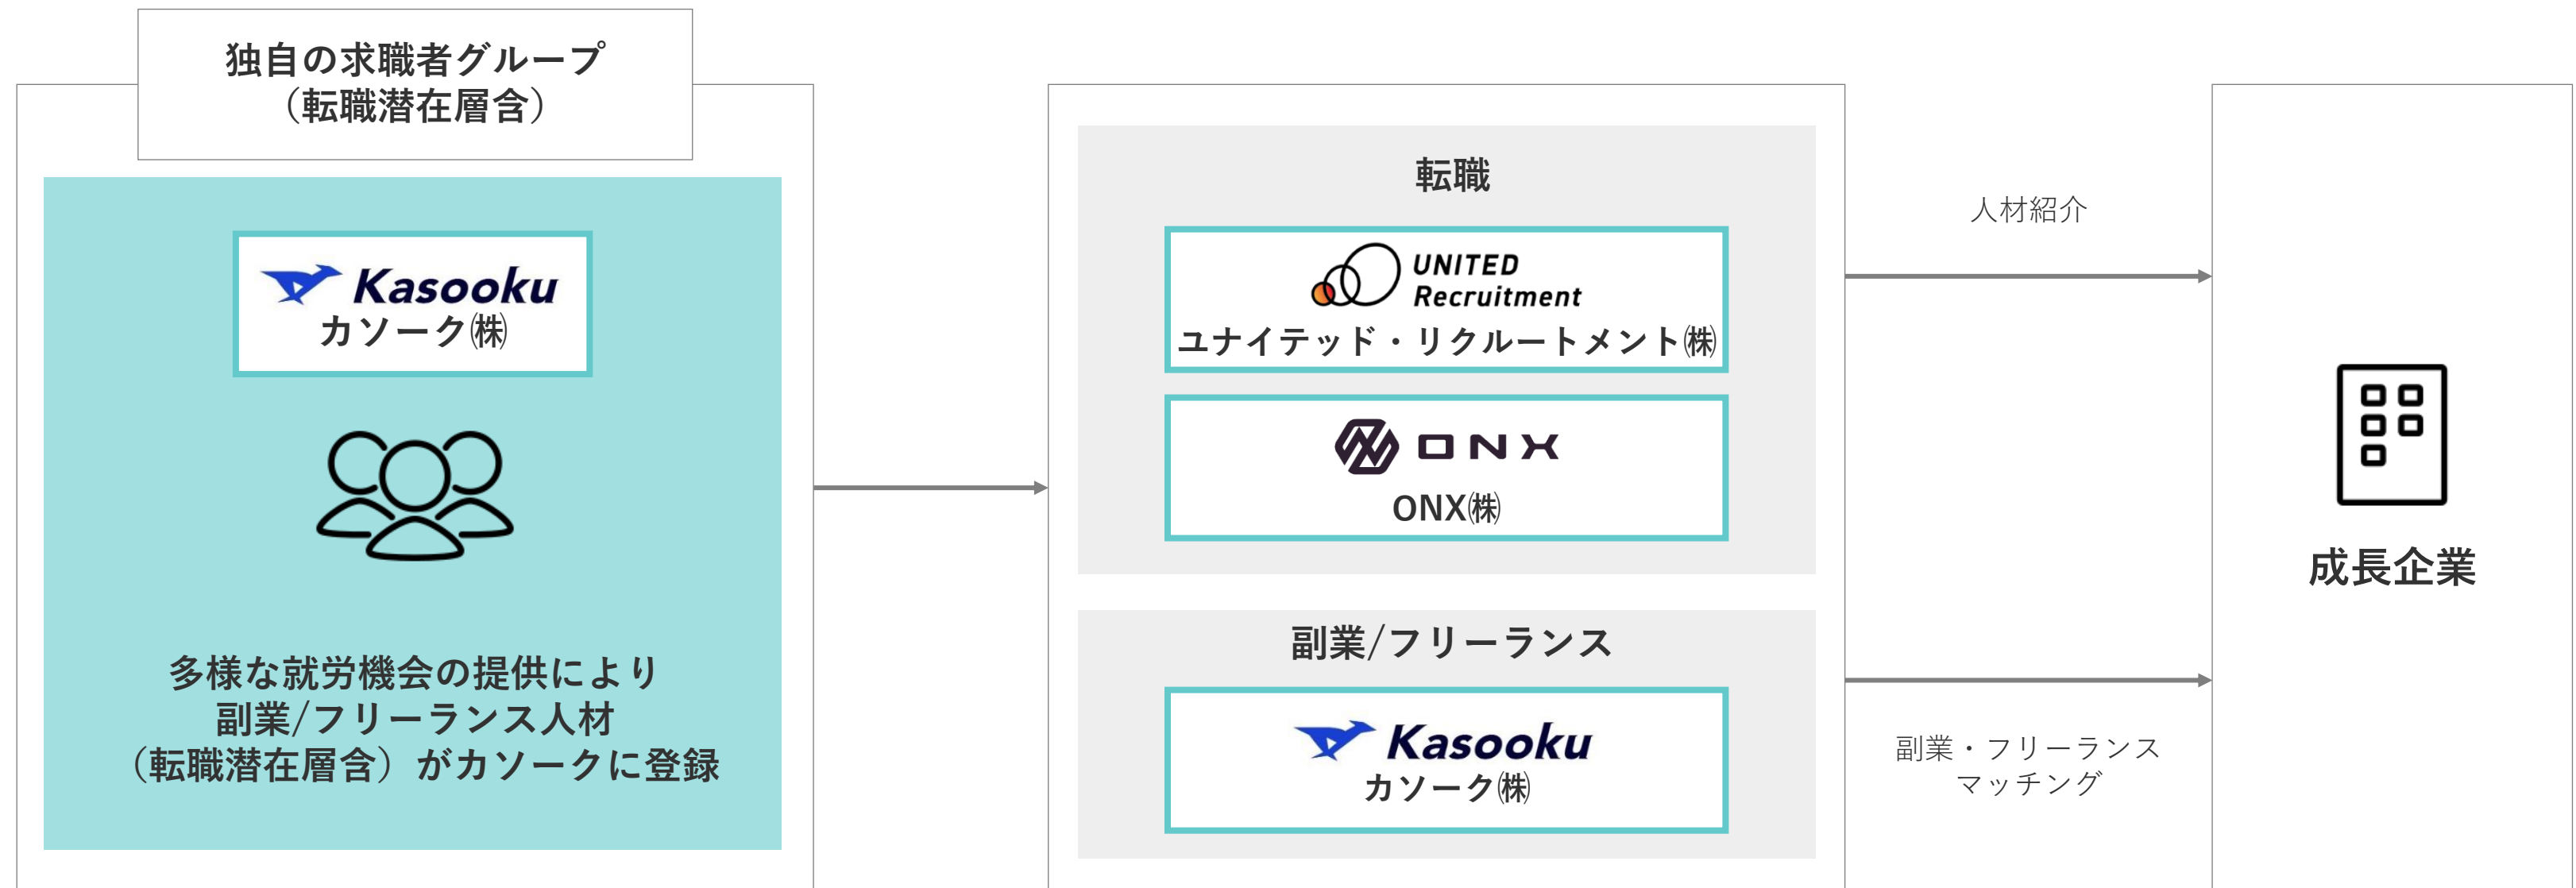 独自の求職者グループ
（転職潜在層含）
Kasooku
カソーク㈱
多様な就労機会の提供により
副業/フリーランス人材
（転職潜在層含）がカソークに登録
転職
UNITED
Recruitment
ユナイテッド・リクルートメント㈱
ONX
ONX㈱
副業/フリーランス
Kasooku
カソーク㈱
人材紹介
副業・フリーランス
マッチング
成長企業